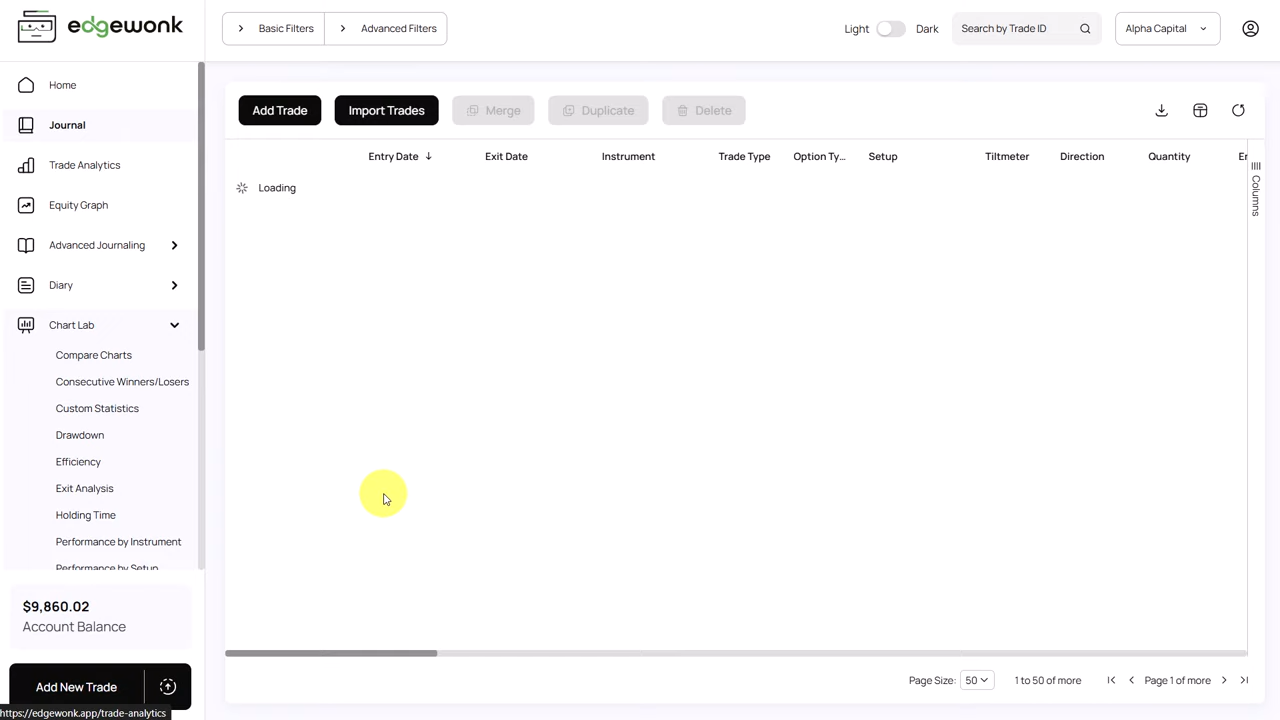 edgewonk
Home
Journal
Trade Analytics
Equity Graph
Advanced Journaling
Diary
Chart Lab
Compare Charts
Consecutive Winners/Losers
Custom Statistics
Drawdown
Efficiency
Exit Analysis
Holding Time
Performance by Instrument
Performance by Setup
$9,860.02
Account Balance
Add New Trade
https://edgewonk.app/trade-analytics
Basic Filters
Advanced Filters
Light
Dark
Search by Trade ID
Alpha Capital
Add Trade
Import Trades
Merge
Duplicate
Delete
Entry Date Exit Date Instrument Trade Type Option Ty... Setup Tiltmeter Direction Quantity
Columns
Loading
Page Size: 50 1 to 50 of more Page 1 of more